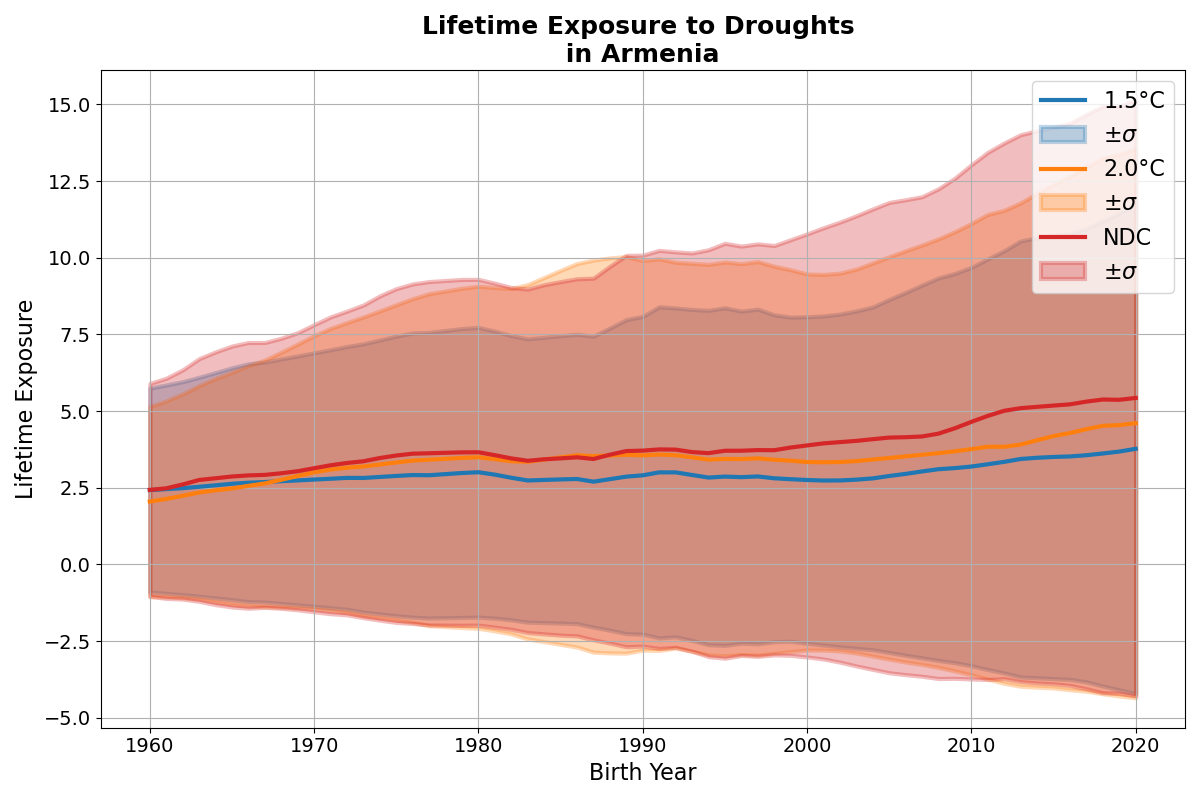 Lifetime Exposure to Droughts
in Armenia
Lifetime Exposure
15.0
12.5
10.0
7.5
5.0
2.5
0.0
−2.5
−5.0
1960
1970
1980
1990
2000
2010
2020
Birth Year
1.5°C
±σ
2.0°C
±σ
NDC
±σ